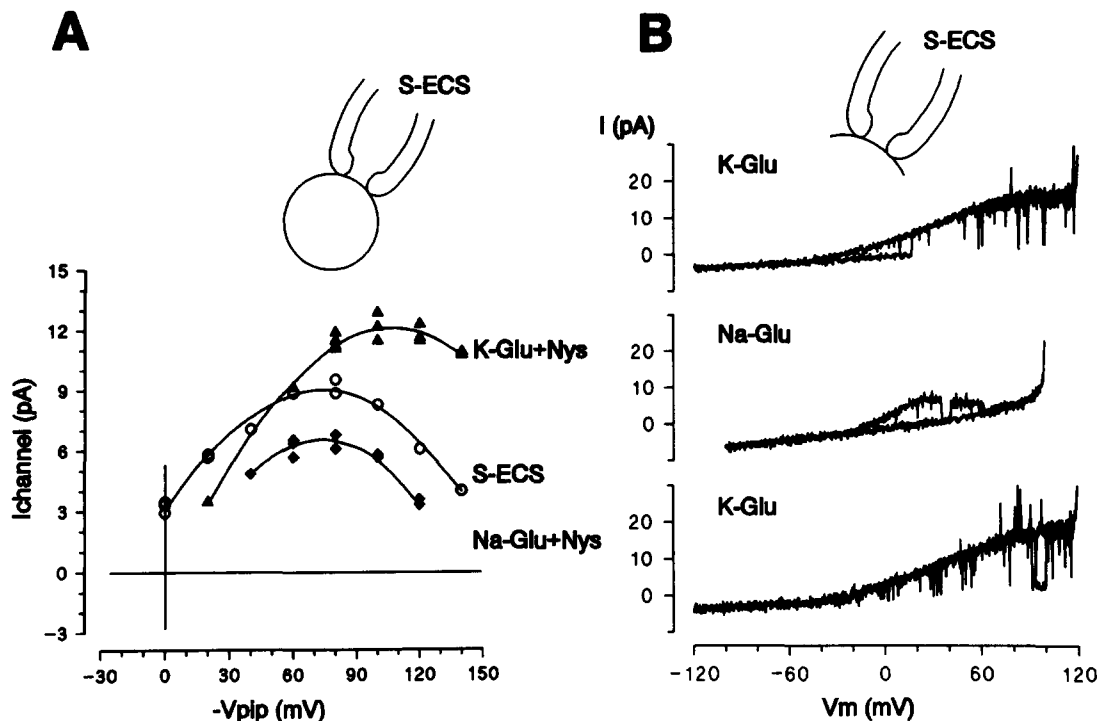 A
S-ECS
15
12
9
6
3
0
−3
Ichannel (pA)
K-Glu+Nys
S-ECS
Na-Glu+Nys
−30 0 30 60 90 120 150
-Vpip (mV)
B
S-ECS
I (pA)
K-Glu
20
10
0
Na-Glu
20
10
0
K-Glu
20
10
0
−120 −60 0 60 120
Vm (mV)